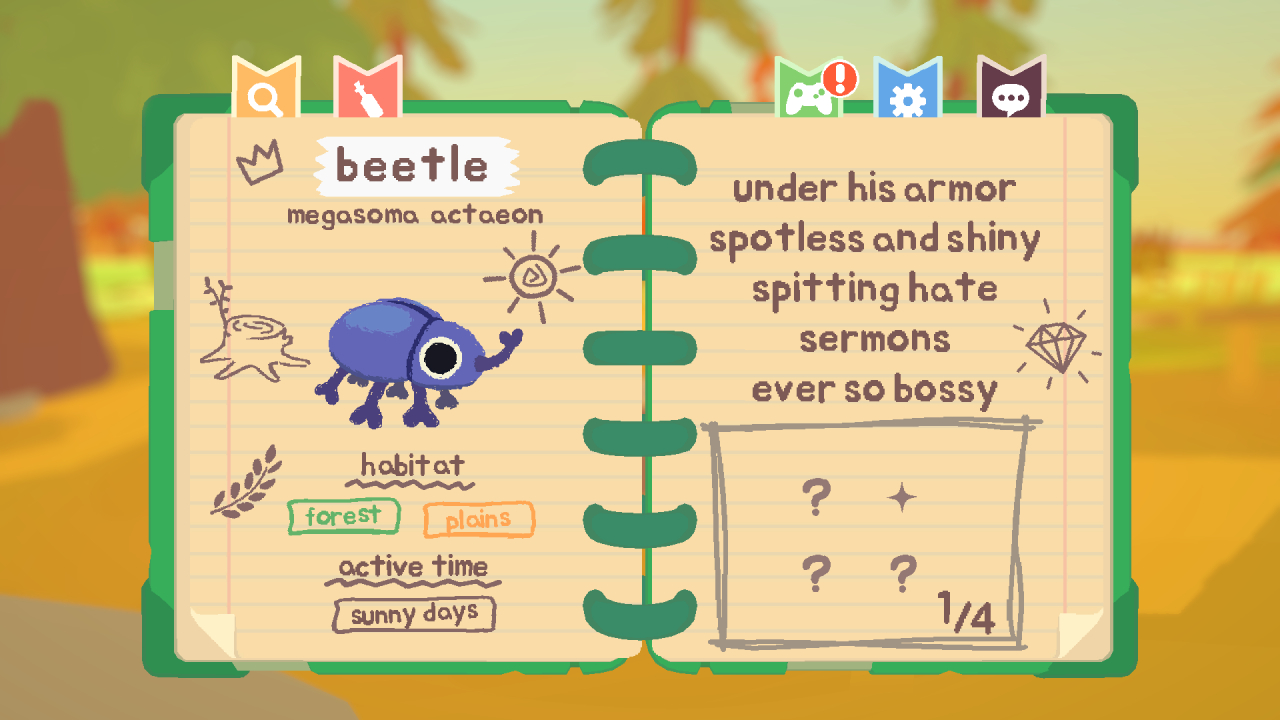 beetle
megasoma actaeon
habitat
forest
plains
active time
sunny days
!
under his armor
spotless and shiny
spitting hate
sermons
ever so bossy
?
? ?
1/4